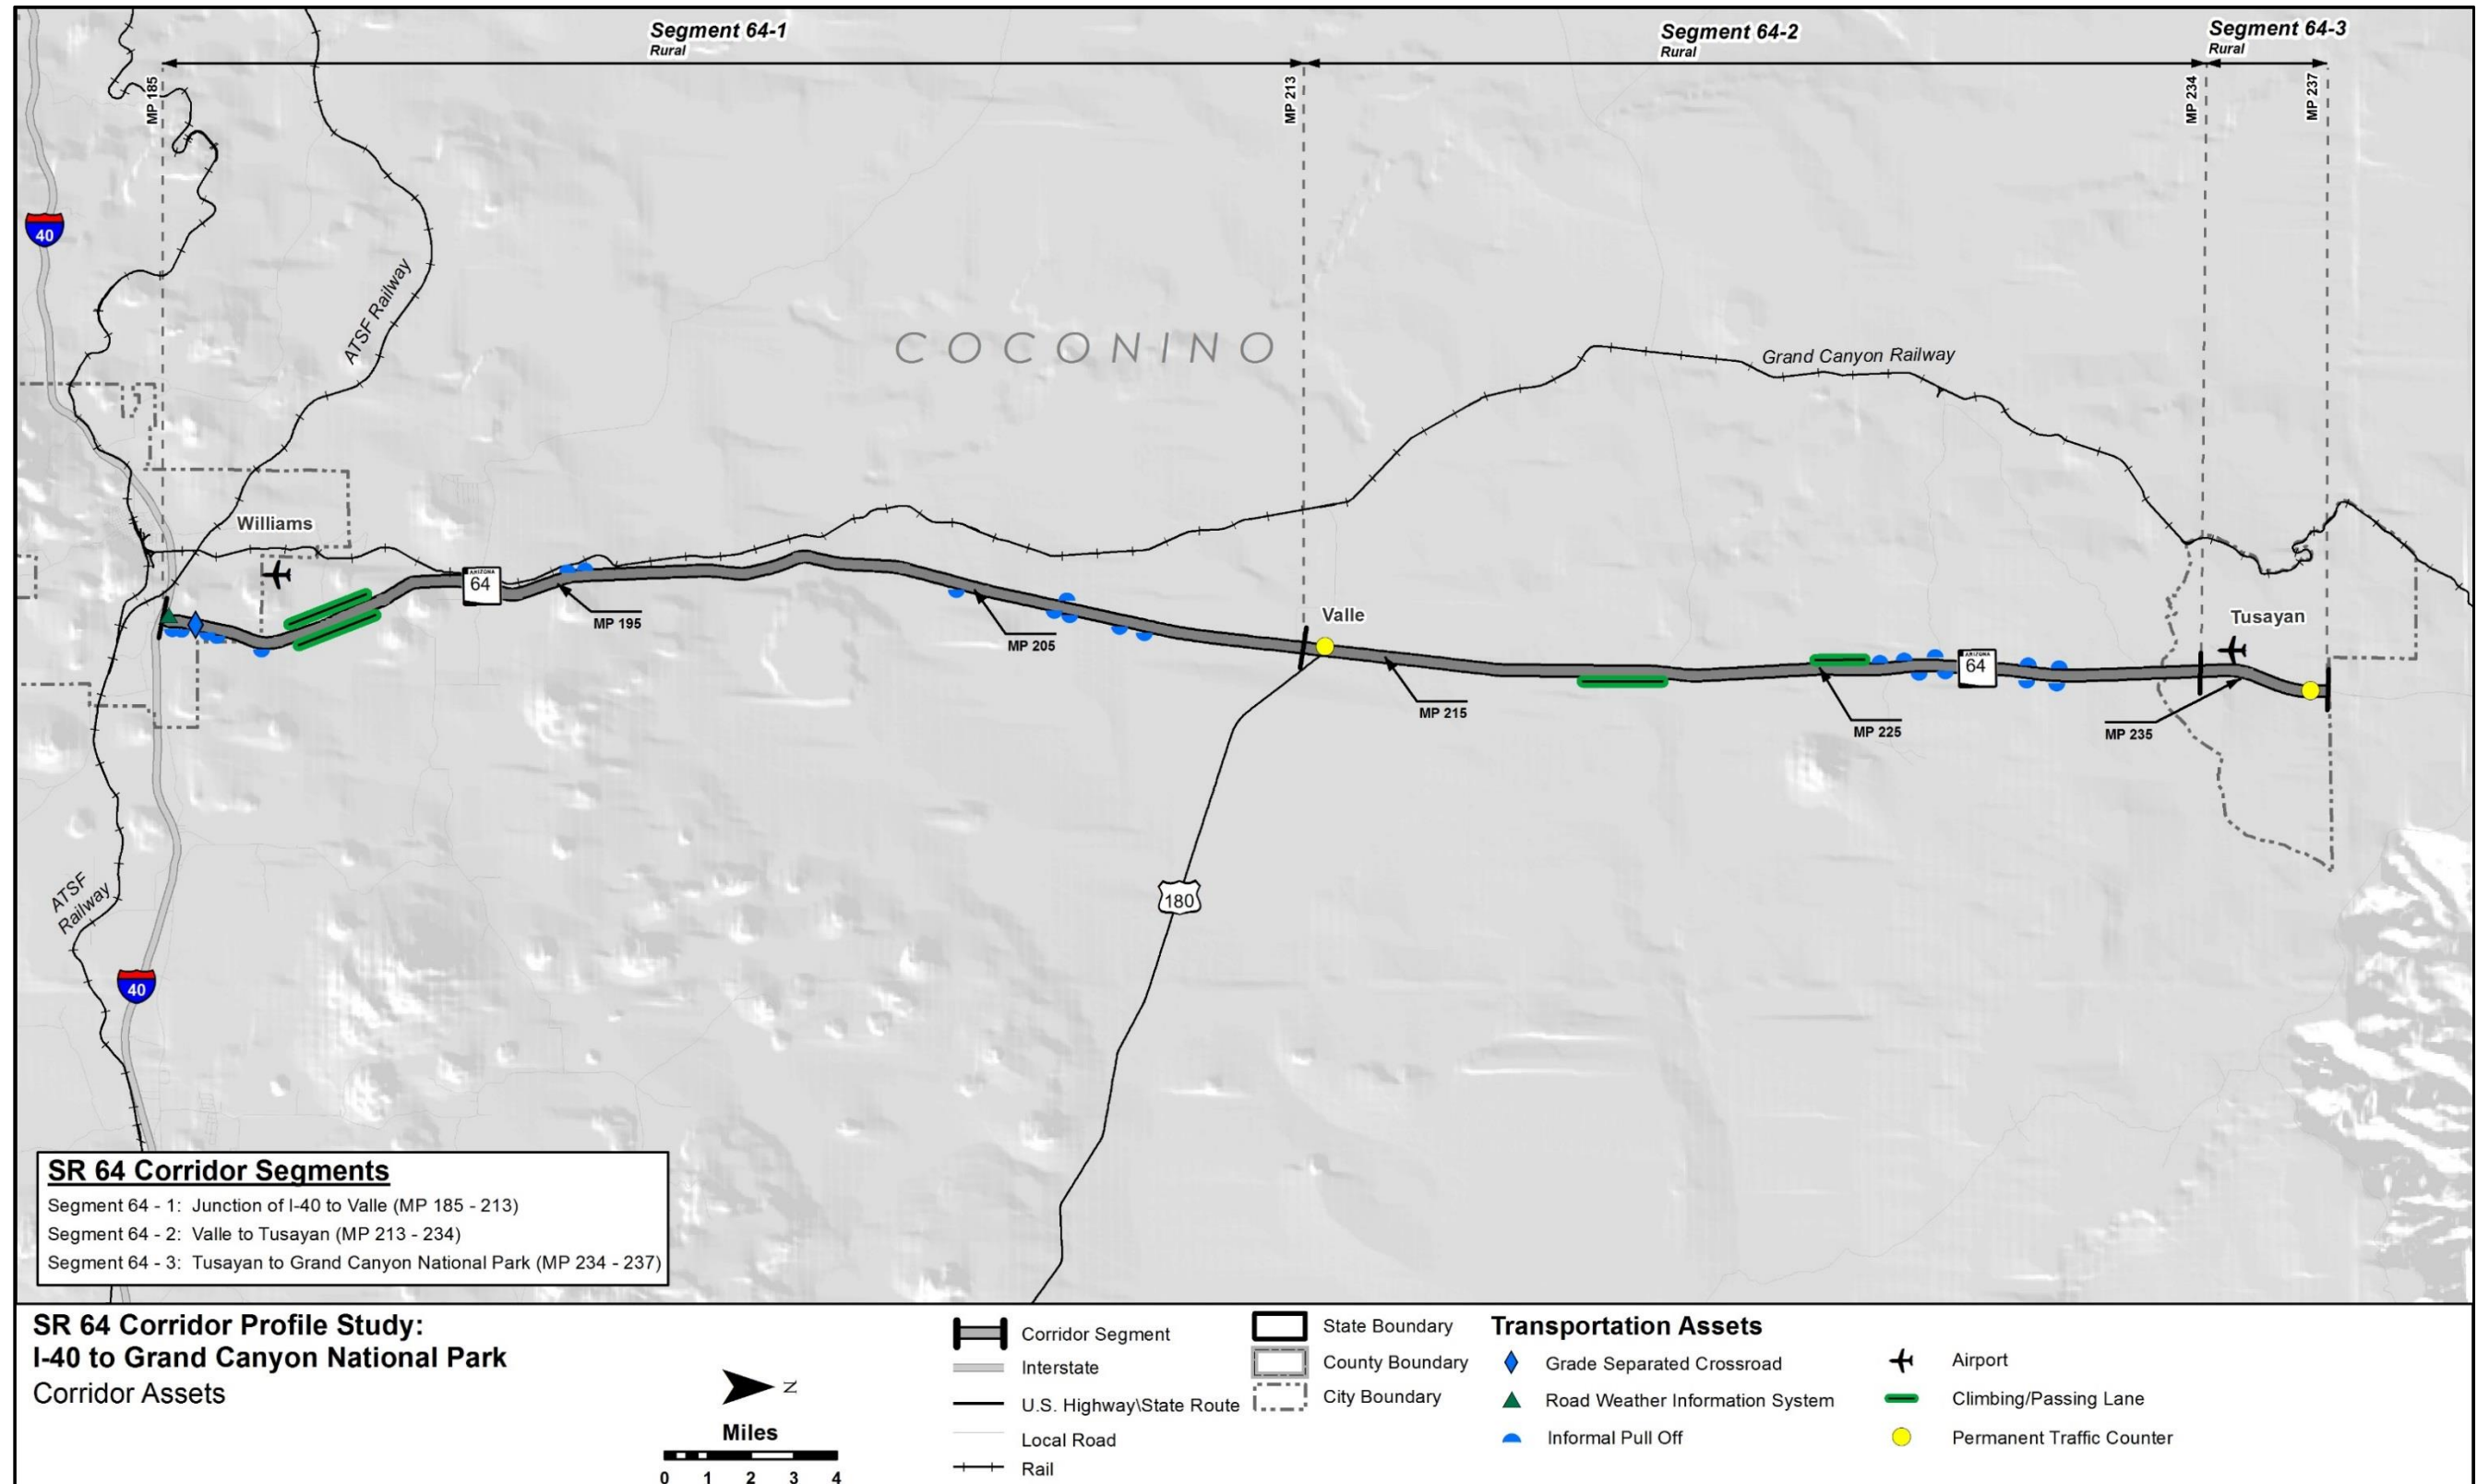 Segment 64-1
Rural
Segment 64-2
Rural
Segment 64-3
Rural
MP 185
MP 213
MP 234
MP 237
40
ATSF Railway
COCONINO
Grand Canyon Railway
Williams
ARIZONA
64
MP 195
MP 205
Valle
MP 215
MP 225
ARIZONA
64
Tusayan
MP 235
180
ATSF
Railway
40
SR 64 Corridor Segments
Segment 64 - 1: Junction of I-40 to Valle (MP 185 - 213)
Segment 64 - 2: Valle to Tusayan (MP 213 - 234)
Segment 64 - 3: Tusayan to Grand Canyon National Park (MP 234 - 237)
SR 64 Corridor Profile Study:
I-40 to Grand Canyon National Park
Corridor Assets
N
Miles
0 1 2 3 4
Corridor Segment
Interstate
U.S. Highway\State Route
Local Road
Rail
State Boundary
County Boundary
City Boundary
Transportation Assets
Grade Separated Crossroad
Road Weather Information System
Informal Pull Off
Airport
Climbing/Passing Lane
Permanent Traffic Counter